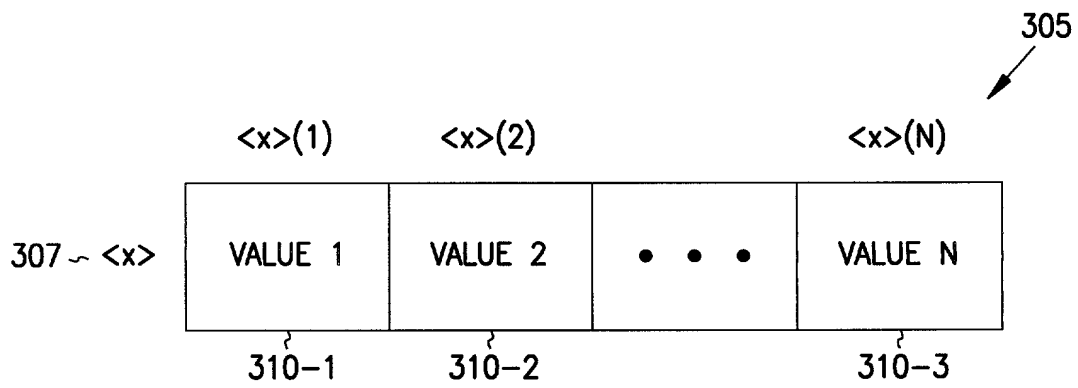 305
<x>(1) <x>(2) <x>(N)
307 ~ <x> VALUE 1 VALUE 2 • • • VALUE N
310-1 310-2 310-3